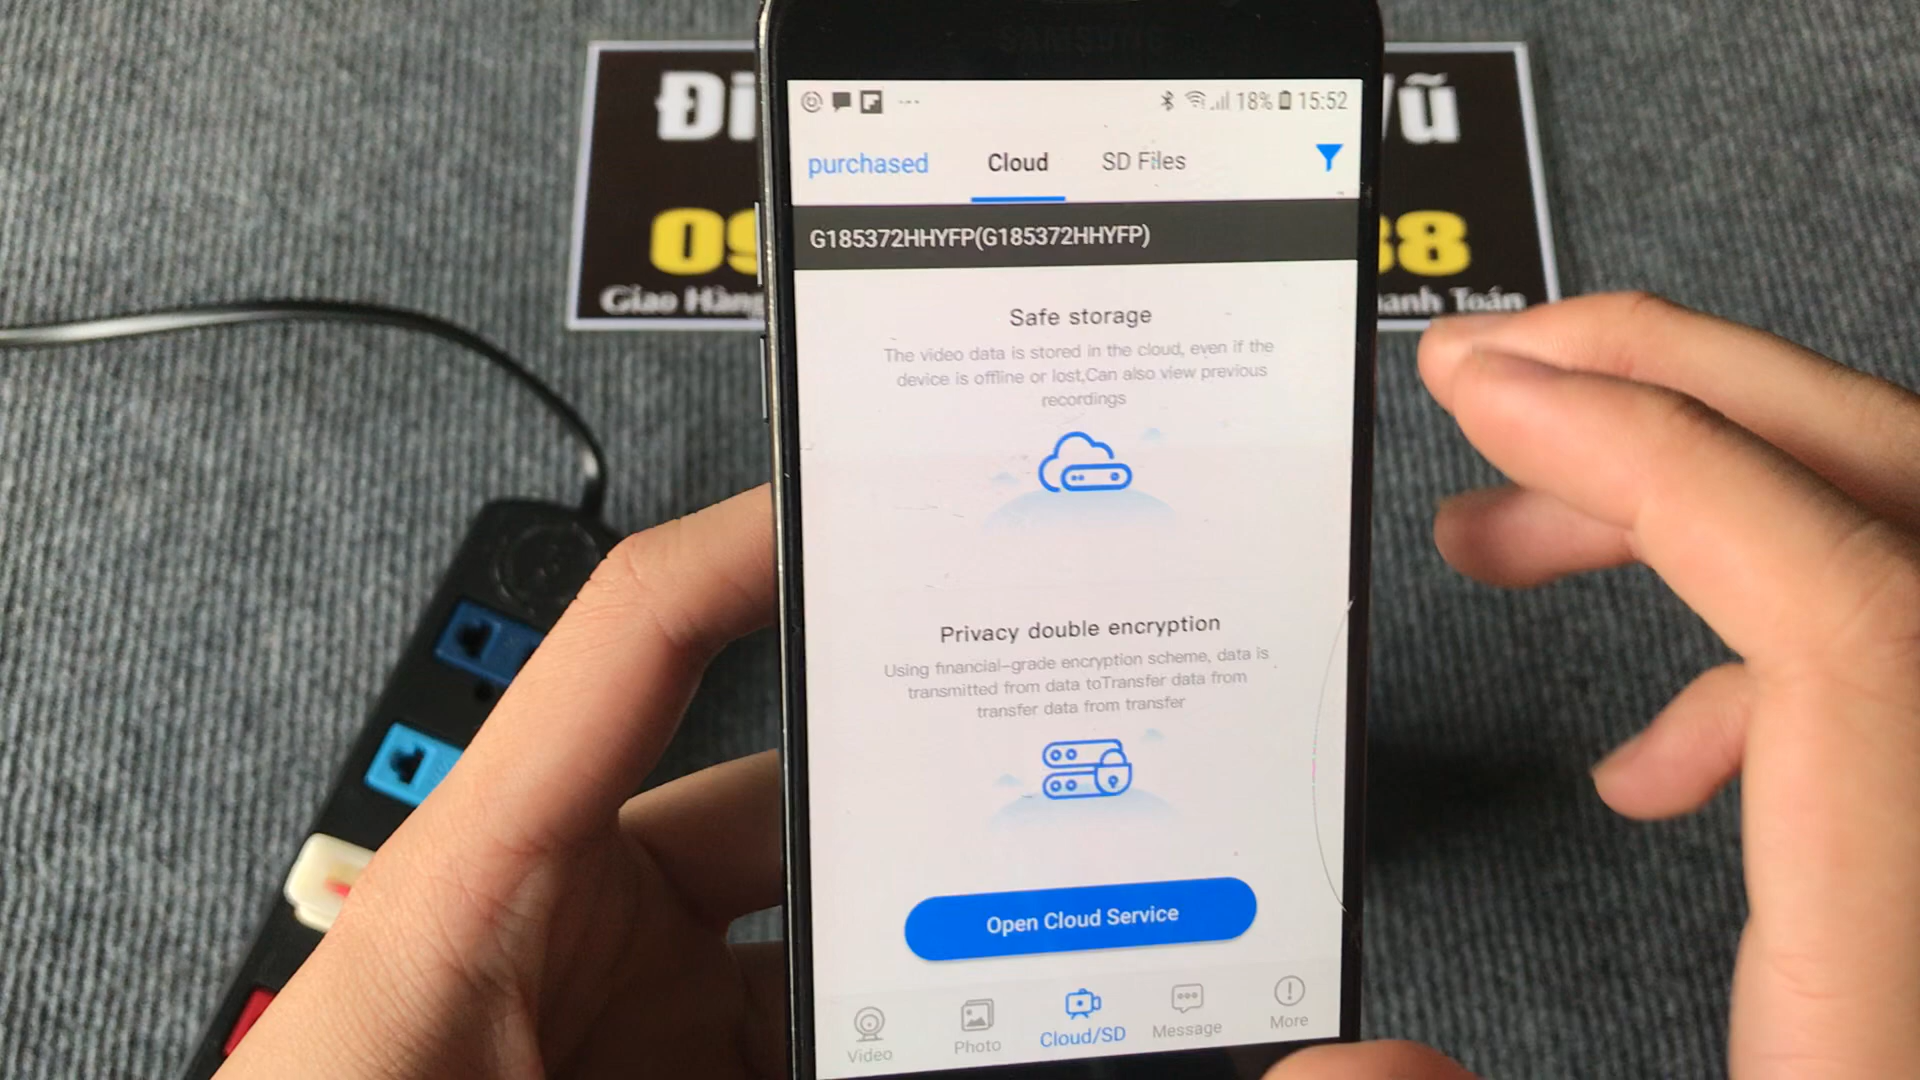 SAMSUNG
18% 15:52
purchased Cloud SD Files
G185372HHYFP(G185372HHYFP)
Safe storage
The video data is stored in the cloud, even if the
device is offline or lost,Can also view previous
recordings
Privacy double encryption
Using financial-grade encryption scheme, data is
transmitted from data toTransfer data from
transfer data from transfer
Open Cloud Service
Video Photo Cloud/SD Message More
Vũ
09
88
Giao Hàng
Toán